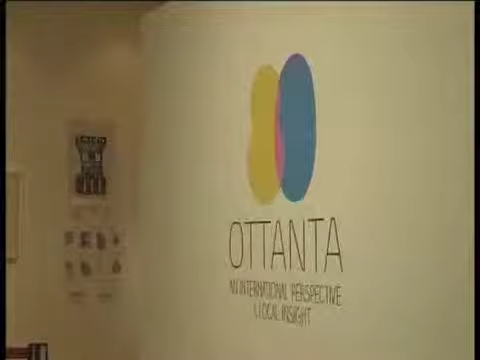 OTTANTA
AN INTERNATIONAL PERSPECTIVE
LOCAL INSIGHT